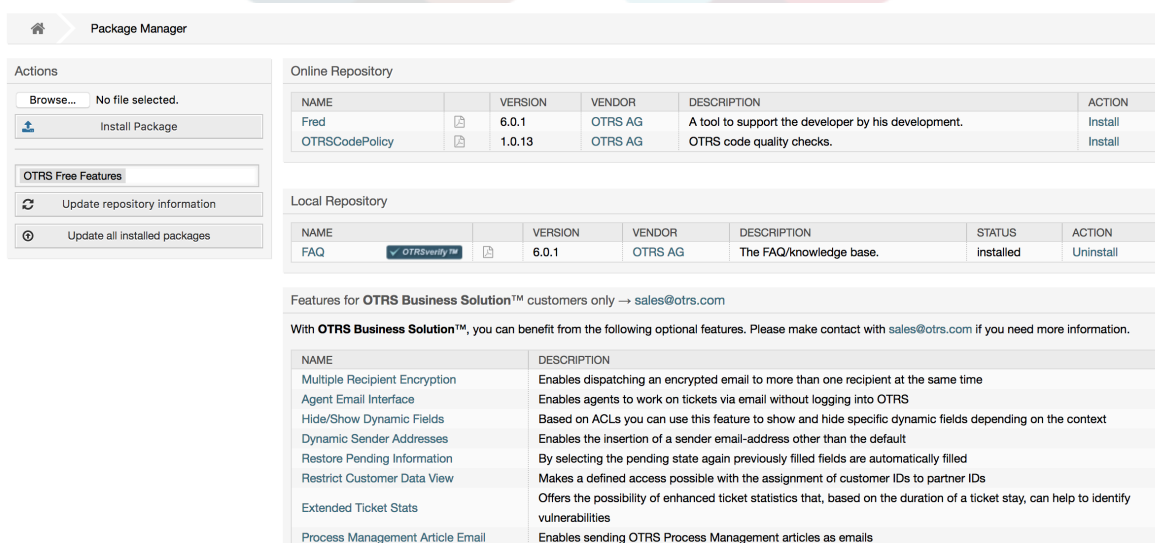 Package Manager
Actions
Browse... No file selected.
Install Package
OTRS Free Features
Update repository information
Update all installed packages
Online Repository
NAME VERSION VENDOR DESCRIPTION ACTION
Fred 6.0.1 OTRS AG A tool to support the developer by his development. Install
OTRSCodePolicy 1.0.13 OTRS AG OTRS code quality checks. Install
Local Repository
NAME VERSION VENDOR DESCRIPTION STATUS ACTION
FAQ OTRSverify™ 6.0.1 OTRS AG The FAQ/knowledge base. installed Uninstall
Features for OTRS Business Solution™ customers only → sales@otrs.com
With OTRS Business Solution™, you can benefit from the following optional features. Please make contact with sales@otrs.com if you need more information.
NAME DESCRIPTION
Multiple Recipient Encryption Enables dispatching an encrypted email to more than one recipient at the same time
Agent Email Interface Enables agents to work on tickets via email without logging into OTRS
Hide/Show Dynamic Fields Based on ACLs you can use this feature to show and hide specific dynamic fields depending on the context
Dynamic Sender Addresses Enables the insertion of a sender email-address other than the default
Restore Pending Information By selecting the pending state again previously filled fields are automatically filled
Restrict Customer Data View Makes a defined access possible with the assignment of customer IDs to partner IDs
Extended Ticket Stats Offers the possibility of enhanced ticket statistics that, based on the duration of a ticket stay, can help to identify
vulnerabilities
Process Management Article Email Enables sending OTRS Process Management articles as emails